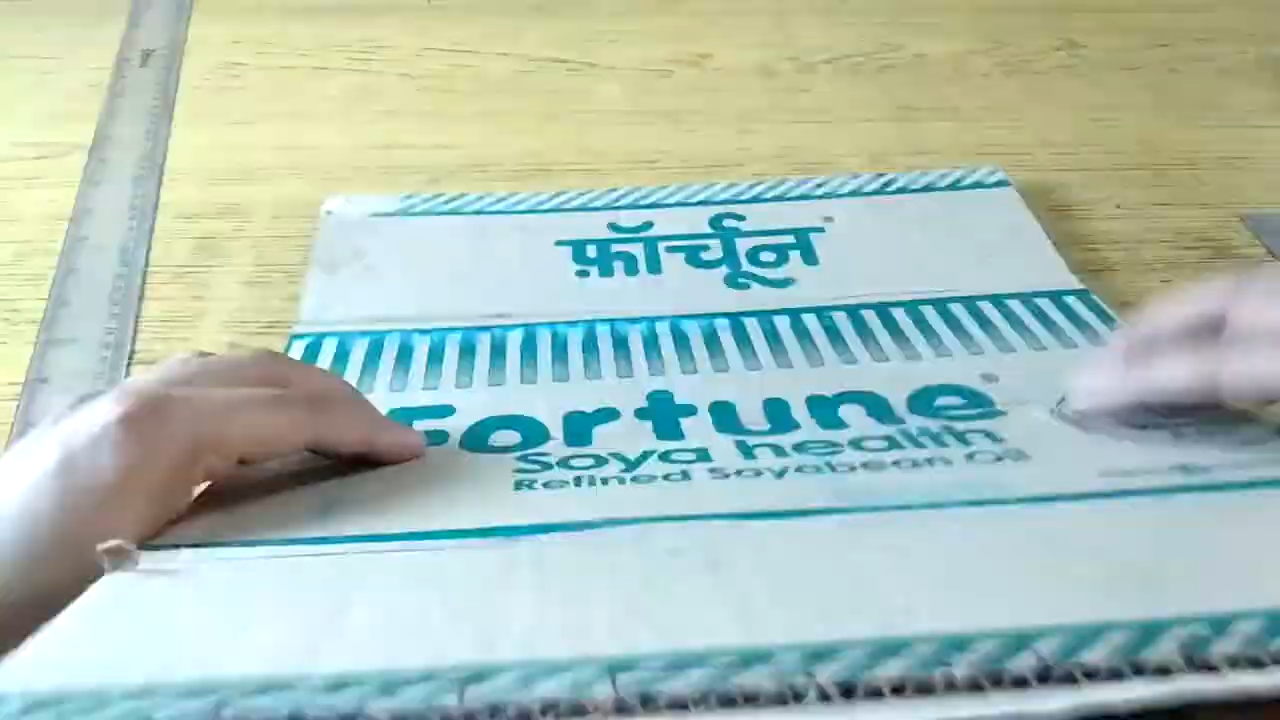 फ़ॉर्चून
Fortune
Soya health
Refined Soyabean Oil